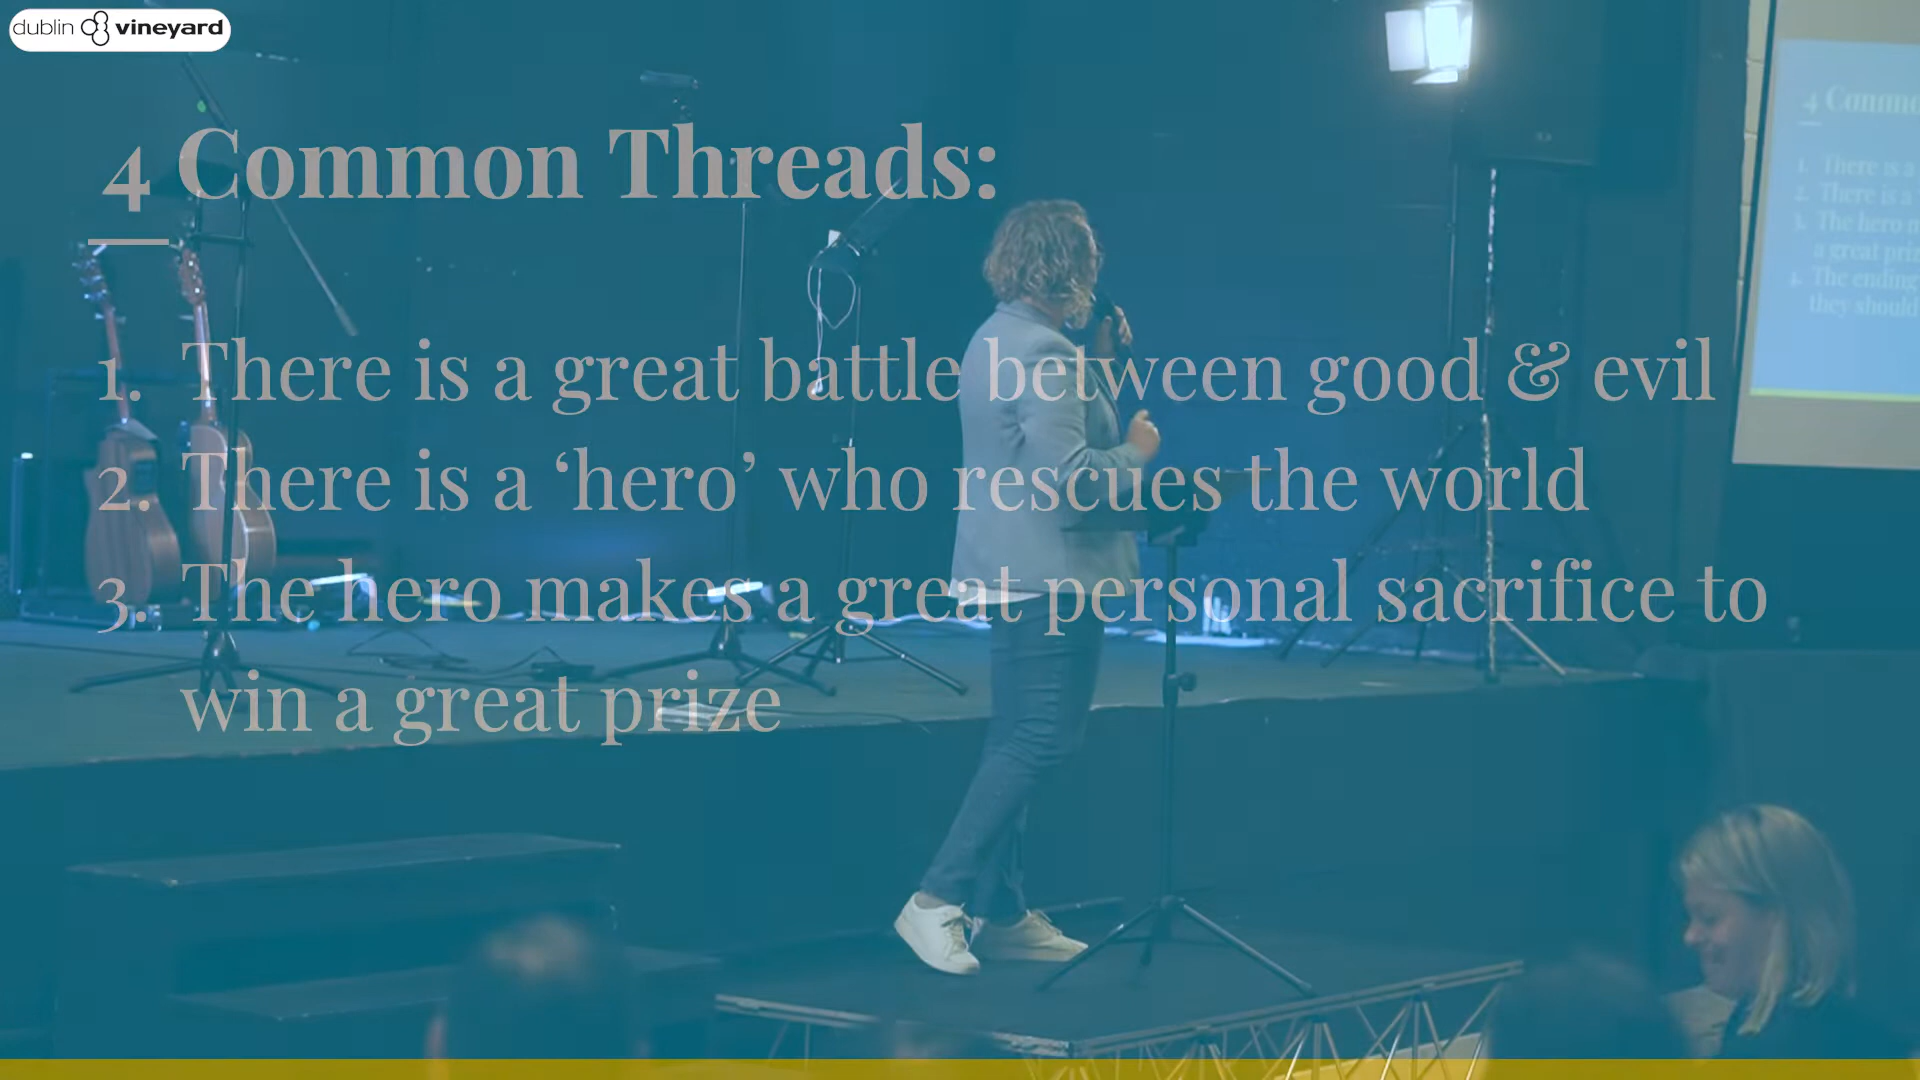 dublin vineyard
4 Common Threads:
1. There is a great battle between good & evil
2. There is a ‘hero’ who rescues the world
3. The hero makes a great personal sacrifice to
win a great prize
4 Commo
1. There is a
2. There is a
3. The hero m
a great priz
4. The ending
they should